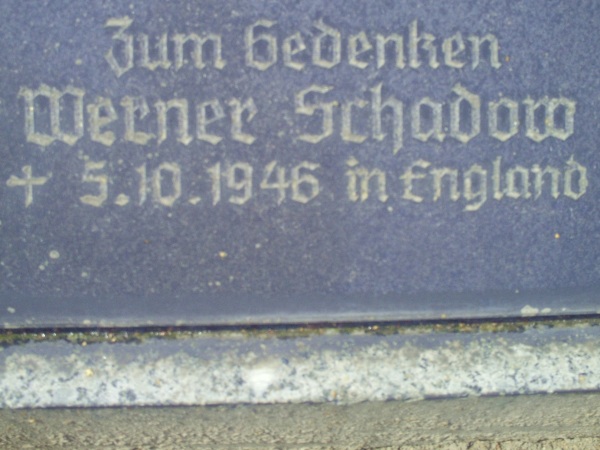 Zum Gedenken
Werner Schadow
† 5.10.1946 in England